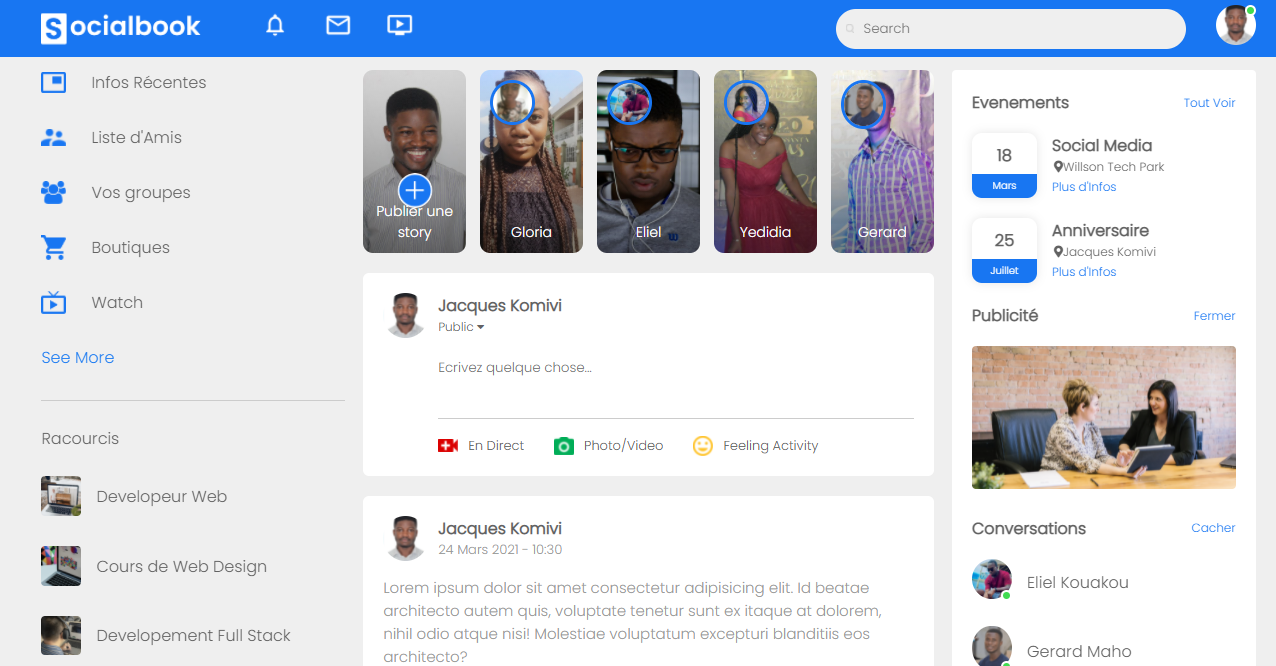 Socialbook
Search
Infos Récentes
Liste d'Amis
Vos groupes
Boutiques
Watch
See More
Racourcis
Developeur Web
Cours de Web Design
Developement Full Stack
Publier une
story
Gloria
Eliel
Yedidia
Gerard
Jacques Komivi
Public
Ecrivez quelque chose...
En Direct
Photo/Video
Feeling Activity
Jacques Komivi
24 Mars 2021 - 10:30
Lorem ipsum dolor sit amet consectetur adipisicing elit. Id beatae
architecto autem quis, voluptate tenetur sunt ex itaque at dolorem,
nihil odio atque nisi! Molestiae voluptatum excepturi blanditiis eos
architecto?
Evenements
Tout Voir
18
Mars
Social Media
Willson Tech Park
Plus d'Infos
25
Juillet
Anniversaire
Jacques Komivi
Plus d'Infos
Publicité
Fermer
Conversations
Cacher
Eliel Kouakou
Gerard Maho